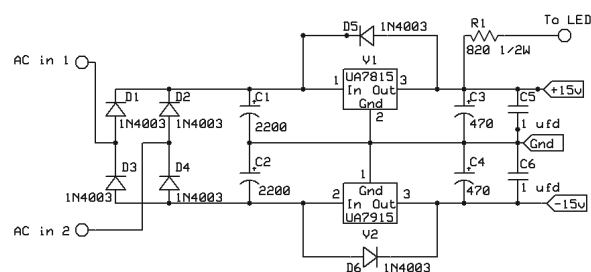 D5
1N4003
R1
To LED
820 1/2W
AC in 1
V1
1
UA7815
3
In Out
Gnd
2
+15v
D1
D2
1N4003
1N4003
C1
2200
C3
470
C5
1 ufd
Gnd
D3
D4
1N4003
1N4003
C2
2200
1
Gnd
2
In Out
3
UA7915
V2
C4
470
C6
1 ufd
-15v
AC in 2
D6
1N4003